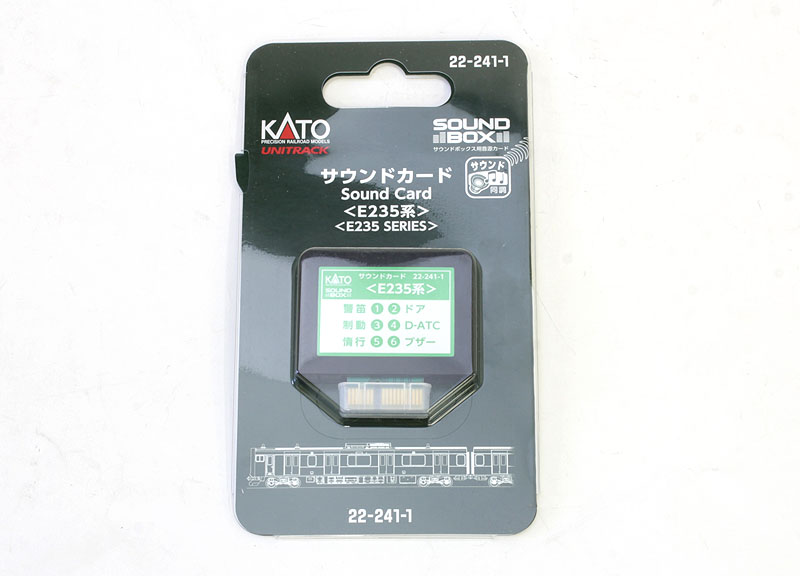 22-241-1
KATO
PRECISION RAILROAD MODELS
UNITRACK
SOUND
BOX
サウンドボックス用音源カード
サウンド
同調
サウンドカード
Sound Card
<E235系>
<E235 SERIES>
KATO
サウンドカード 22-241-1
SOUND
BOX
<E235系>
警笛 1 2 ドア
制動 3 4 D-ATC
惰行 5 6 ブザー
22-241-1